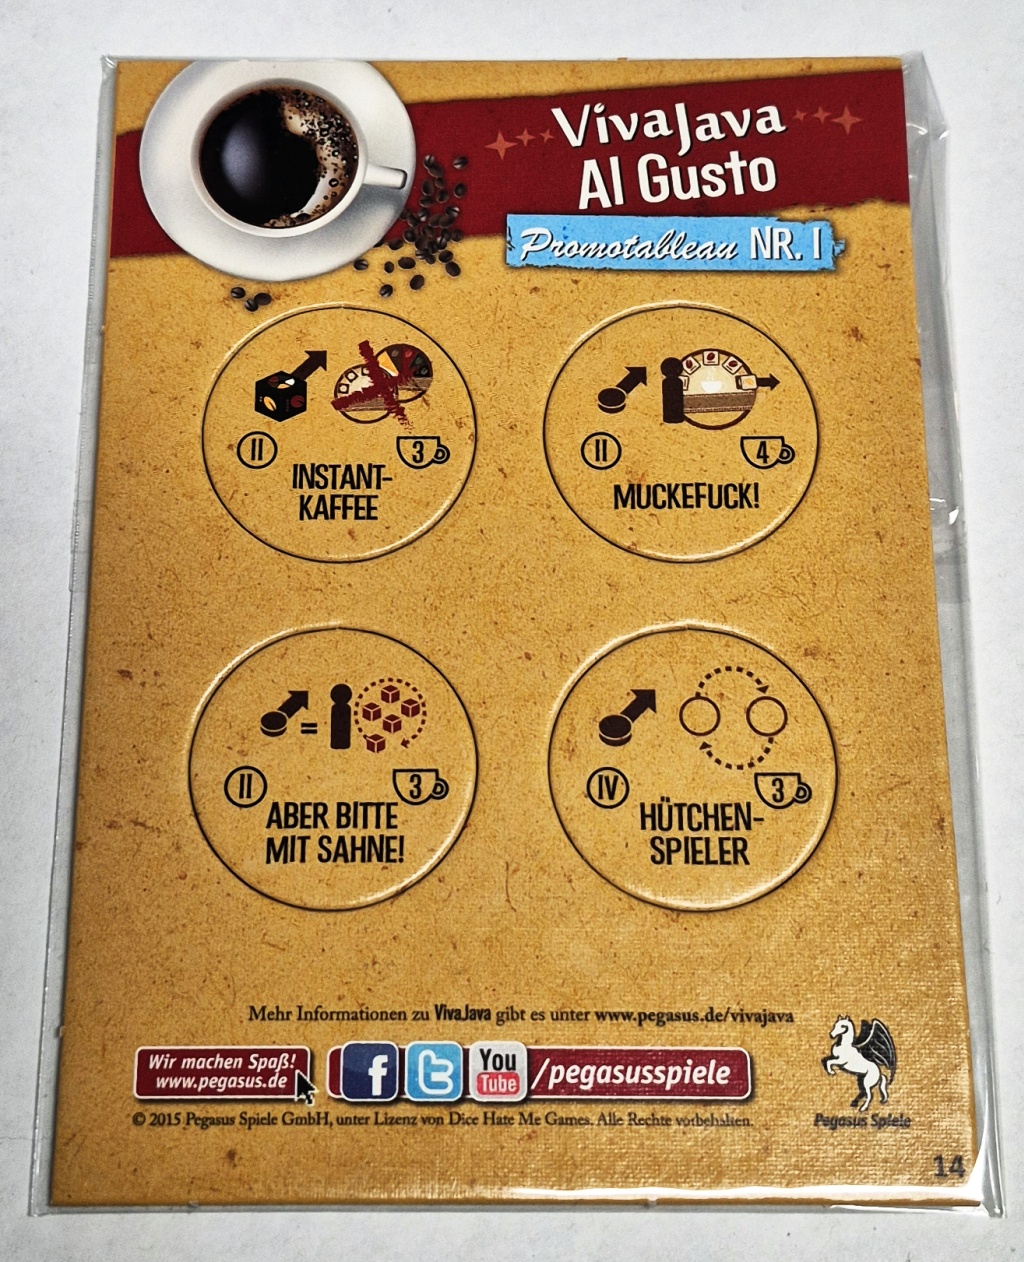 VivaJava
Al Gusto
Promotableau NR. 1
II
3
INSTANT-
KAFFEE
II
4
MUCKEFUCK!
II
3
ABER BITTE
MIT SAHNE!
IV
3
HÜTCHEN-
SPIELER
Mehr Informationen zu VivaJava gibt es unter www.pegasus.de/vivajava
Wir machen Spaß!
www.pegasus.de
f
t
You
Tube
/pegasusspiele
© 2015 Pegasus Spiele GmbH, unter Lizenz von Dice Hate Me Games. Alle Rechte vorbehalten.
Pegasus Spiele
14